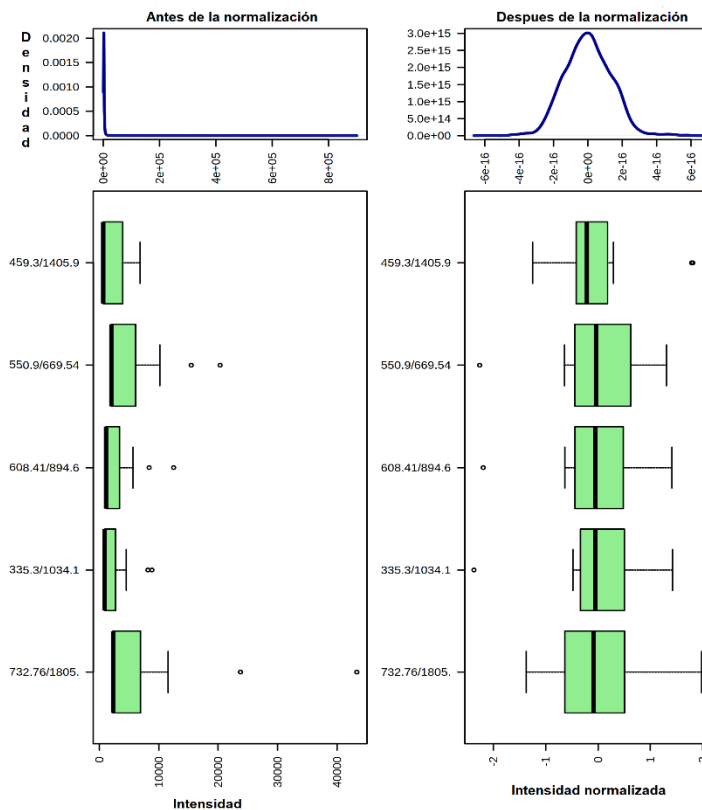 Antes de la normalización
Densidad
0.0020
0.0015
0.0010
0.0005
0.0000
0e+00
2e+05
4e+05
6e+05
8e+05
459.3/1405.9
550.9/669.54
608.41/894.6
335.3/1034.1
732.76/1805.
0
10000
20000
30000
40000
Intensidad
Despues de la normalización
3.0e+15
2.5e+15
2.0e+15
1.5e+15
1.0e+15
5.0e+14
0.0e+00
-6e-16
-4e-16
-2e-16
0e+00
2e-16
4e-16
6e-16
459.3/1405.9
550.9/669.54
608.41/894.6
335.3/1034.1
732.76/1805.
-2
-1
0
1
2
Intensidad normalizada